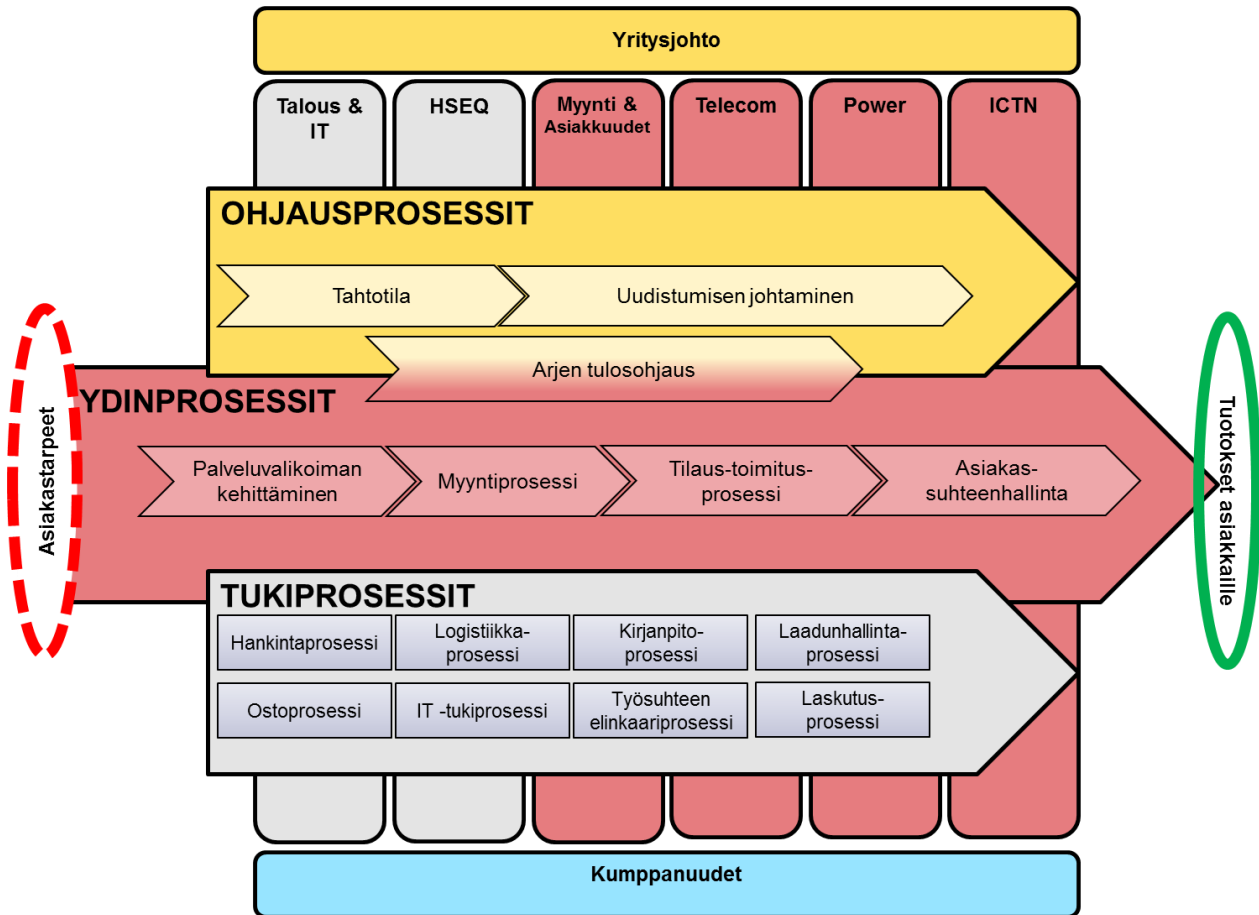 Yritysjohto
Talous &
IT
HSEQ
Myynti &
Asiakkuudet
Telecom
Power
ICTN
OHJAUSPROSESSIT
Tahtotila
Uudistumisen johtaminen
Arjen tulosohjaus
Asiakastarpeet
YDINPROSESSIT
Palveluvalikoiman
kehittäminen
Myyntiprosessi
Tilaus-toimitus-
prosessi
Asiakas-
suhteenhallinta
Tuotokset asiakkaille
TUKIPROSESSIT
Hankintaprosessi
Logistiikka-
prosessi
Kirjanpito-
prosessi
Laadunhallinta-
prosessi
Ostoprosessi
IT -tukiprosessi
Työsuhteen
elinkaariprosessi
Laskutus-
prosessi
Kumppanuudet